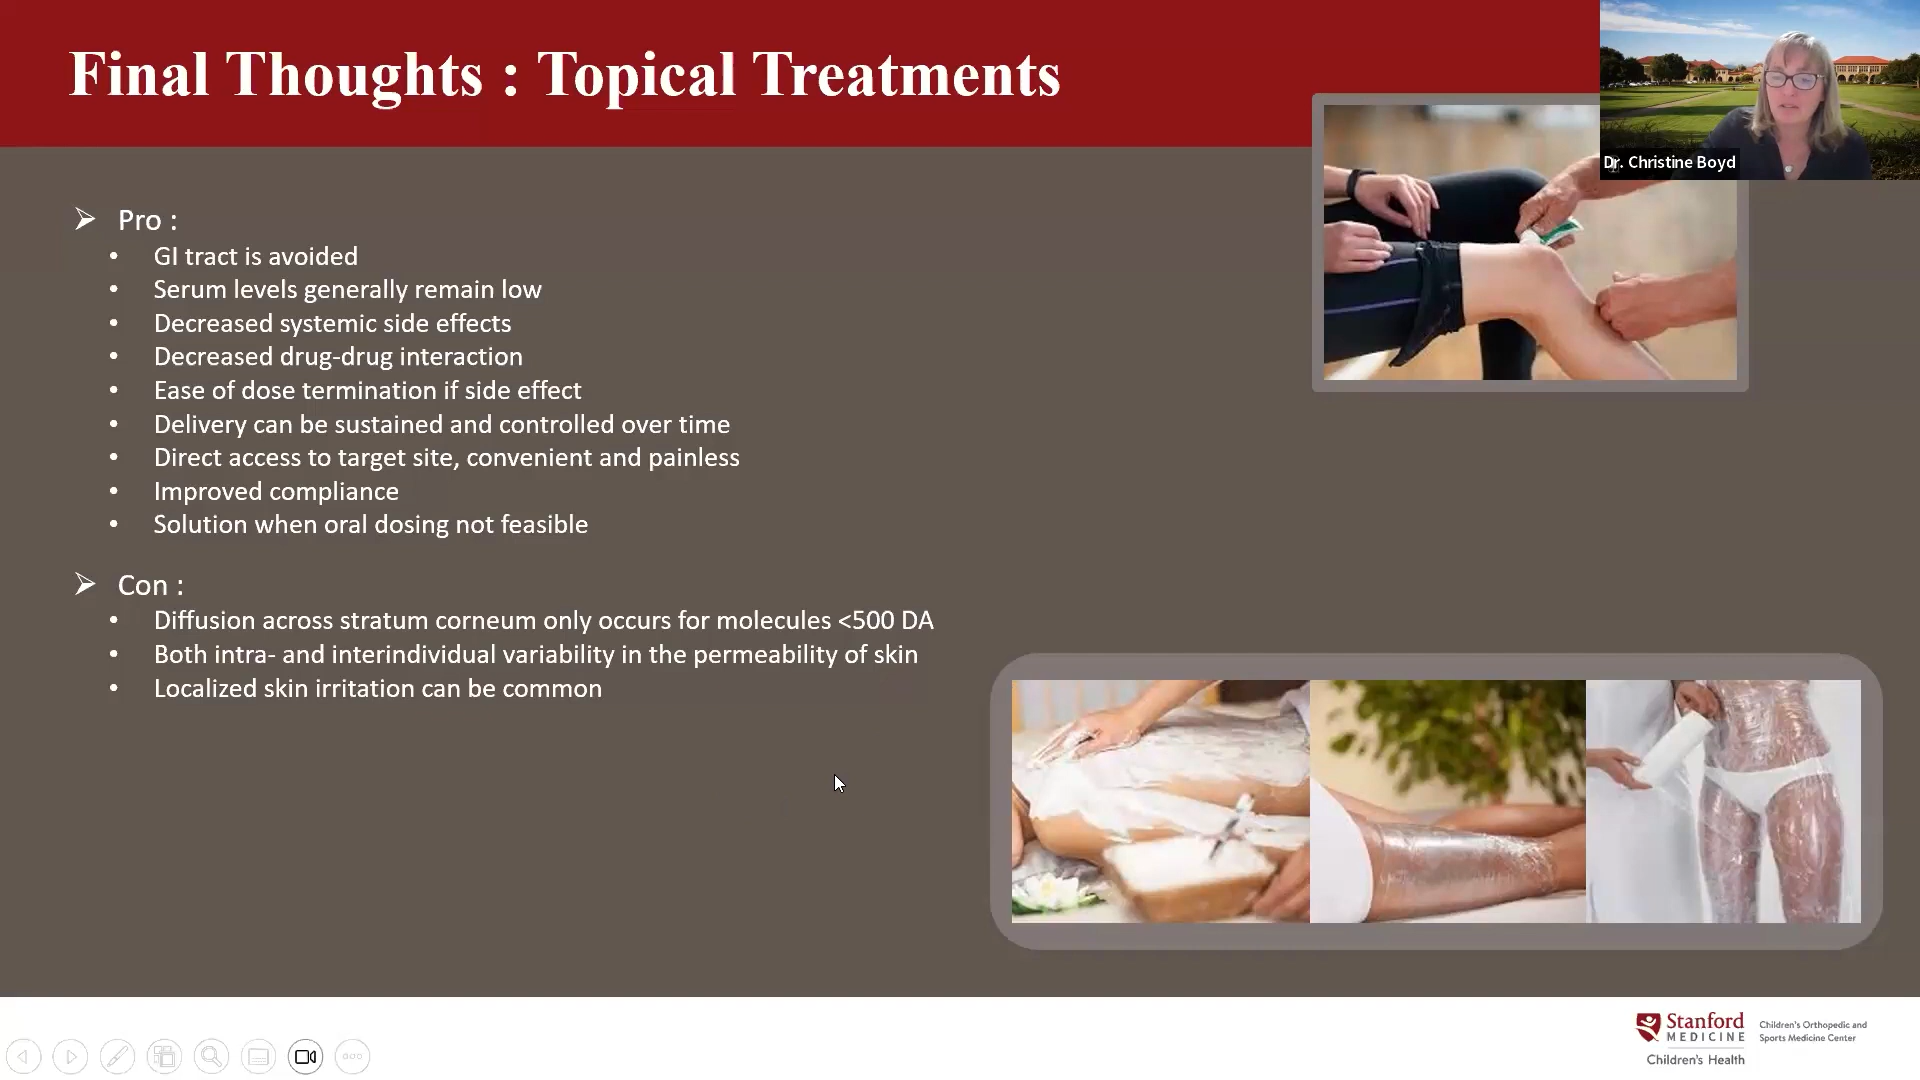 Final Thoughts : Topical Treatments
Dr. Christine Boyd
Pro :
GI tract is avoided
Serum levels generally remain low
Decreased systemic side effects
Decreased drug-drug interaction
Ease of dose termination if side effect
Delivery can be sustained and controlled over time
Direct access to target site, convenient and painless
Improved compliance
Solution when oral dosing not feasible
Con :
Diffusion across stratum corneum only occurs for molecules <500 DA
Both intra- and interindividual variability in the permeability of skin
Localized skin irritation can be common
Stanford
MEDICINE
Children's Health
Children's Orthopedic and
Sports Medicine Center